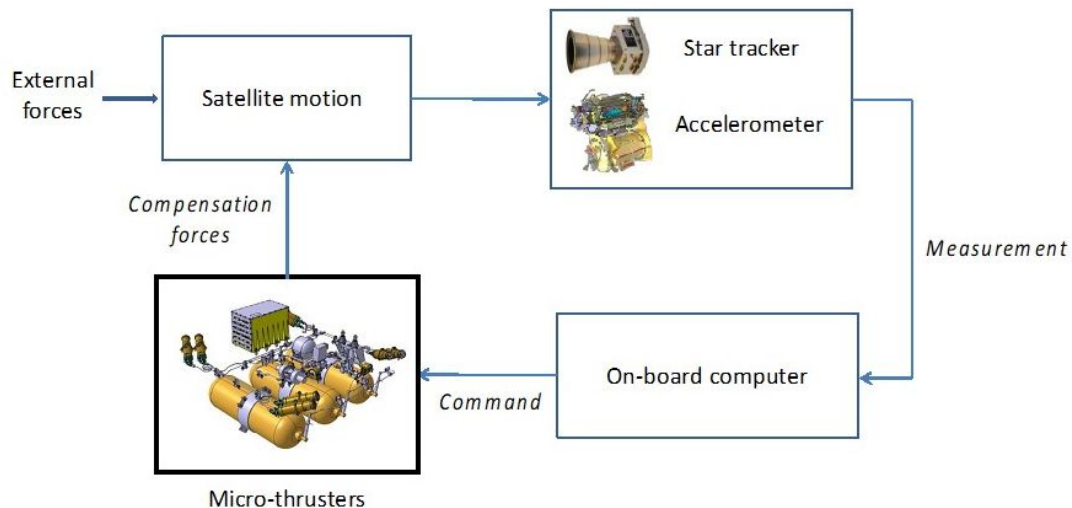 Star tracker
External
forces
Satellite motion
Accelerometer
Compensation
forces
Measurement
On-board computer
Command
Micro-thrusters